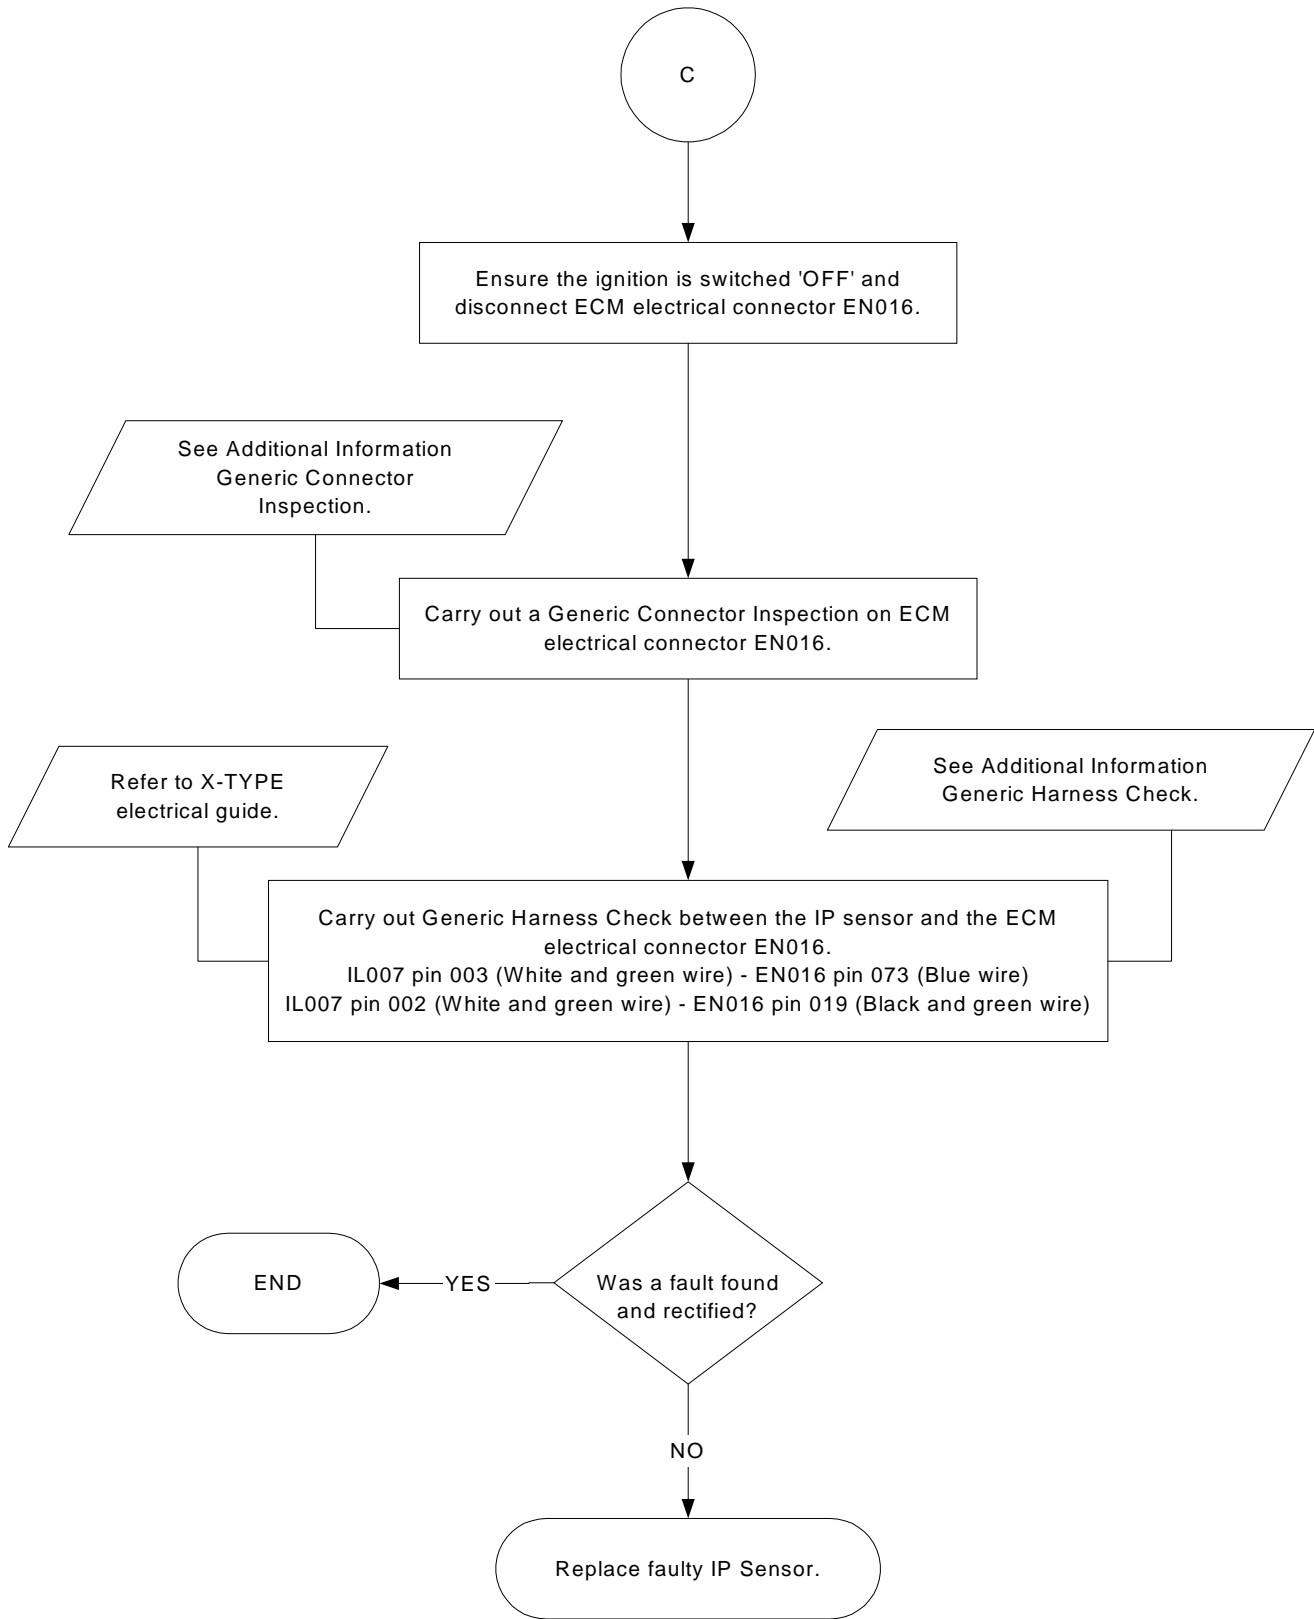 C
Ensure the ignition is switched 'OFF' and
disconnect ECM electrical connector EN016.
See Additional Information
Generic Connector
Inspection.
Carry out a Generic Connector Inspection on ECM
electrical connector EN016.
Refer to X-TYPE
electrical guide.
See Additional Information
Generic Harness Check.
Carry out Generic Harness Check between the IP sensor and the ECM
electrical connector EN016.
IL007 pin 003 (White and green wire) - EN016 pin 073 (Blue wire)
IL007 pin 002 (White and green wire) - EN016 pin 019 (Black and green wire)
Was a fault found
and rectified?
YES
END
NO
Replace faulty IP Sensor.